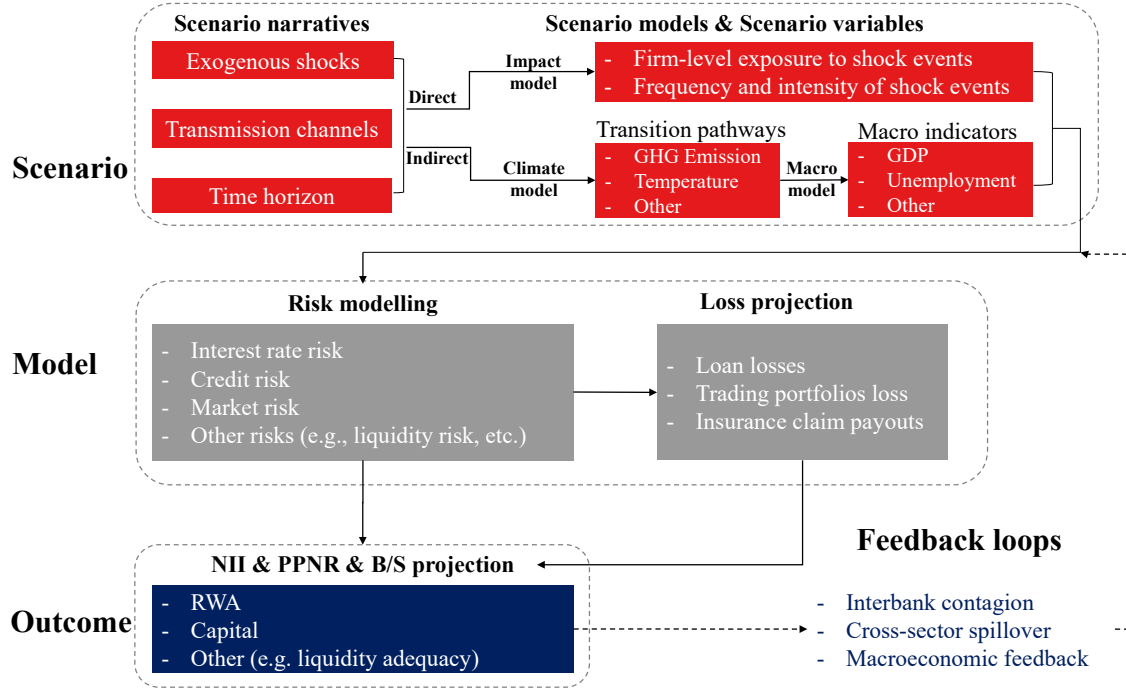 Scenario narratives
Scenario models & Scenario variables
Exogenous shocks
Transmission channels
Time horizon
Direct
Indirect
Impact
model
- Firm-level exposure to shock events
- Frequency and intensity of shock events
Climate
model
Transition pathways
- GHG Emission
- Temperature
- Other
Macro
model
Macro indicators
- GDP
- Unemployment
- Other
Scenario
Risk modelling
Loss projection
Model
- Interest rate risk
- Credit risk
- Market risk
- Other risks (e.g., liquidity risk, etc.)
- Loan losses
- Trading portfolios loss
- Insurance claim payouts
NII & PPNR & B/S projection
Outcome
- RWA
- Capital
- Other (e.g. liquidity adequacy)
Feedback loops
- Interbank contagion
- Cross-sector spillover
- Macroeconomic feedback